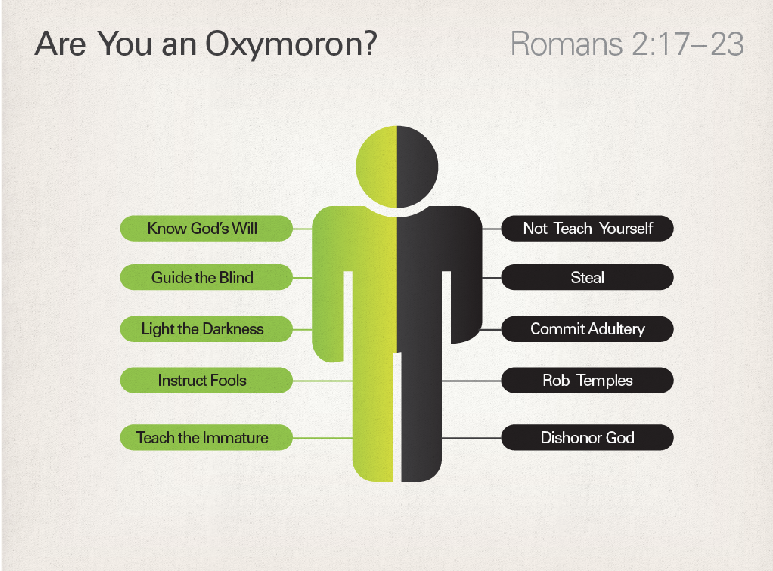 Are You an Oxymoron?
Romans 2:17–23
Know God's Will
Not Teach Yourself
Guide the Blind
Steal
Light the Darkness
Commit Adultery
Instruct Fools
Rob Temples
Teach the Immature
Dishonor God